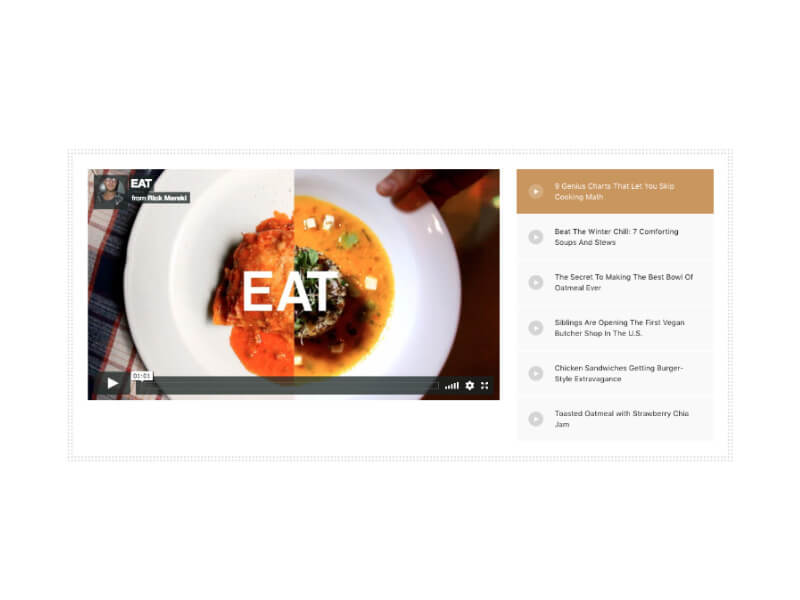 EAT
from Rick Mereki
EAT
01:01
9 Genius Charts That Let You Skip
Cooking Math
Beat The Winter Chill: 7 Comforting
Soups And Stews
The Secret To Making The Best Bowl Of
Oatmeal Ever
Siblings Are Opening The First Vegan
Butcher Shop In The U.S.
Chicken Sandwiches Getting Burger-
Style Extravagance
Toasted Oatmeal with Strawberry Chia
Jam